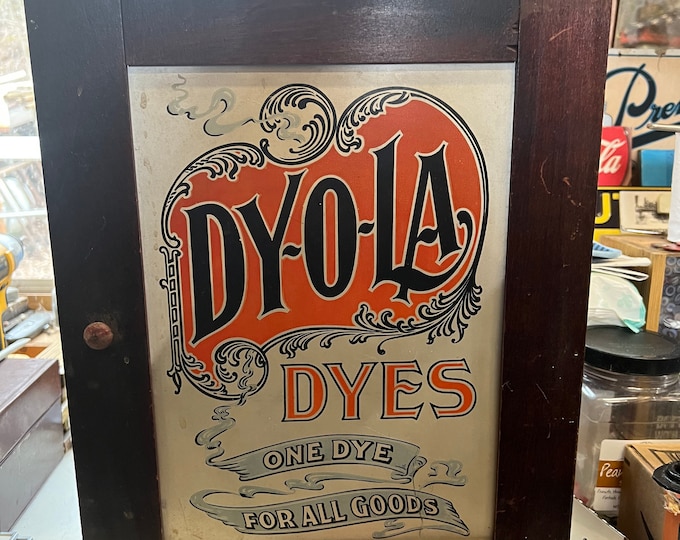 DY-O-LA
DYES
ONE DYE
FOR ALL GOODS